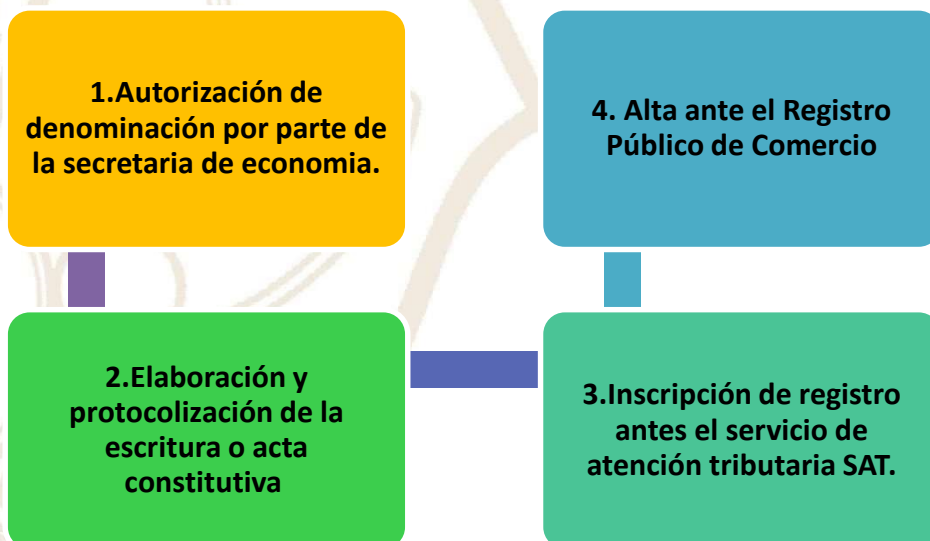 1.Autorización de
denominación por parte de
la secretaria de economia.
2.Elaboración y
protocolización de la
escritura o acta
constitutiva
3.Inscripción de registro
antes el servicio de
atención tributaria SAT.
4. Alta ante el Registro
Público de Comercio